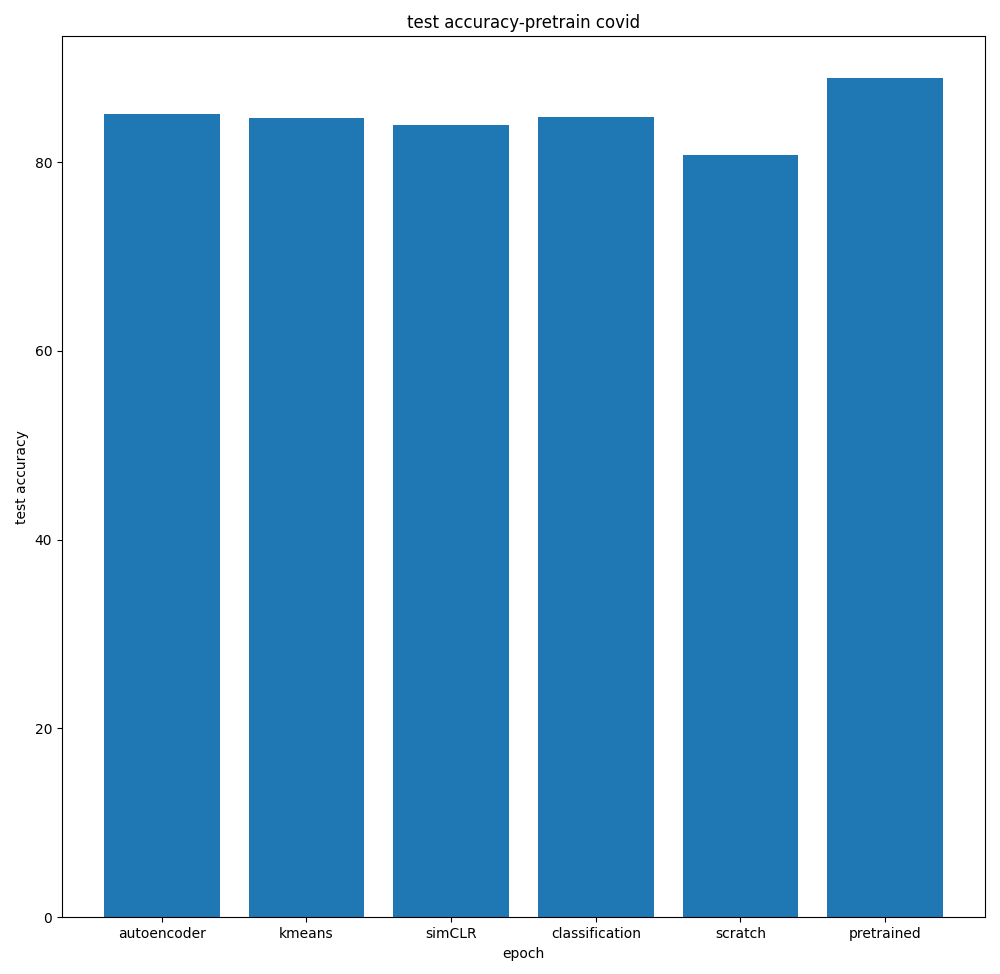 test accuracy-pretrain covid
test accuracy
80
60
40
20
0
autoencoder kmeans simCLR classification scratch pretrained
epoch